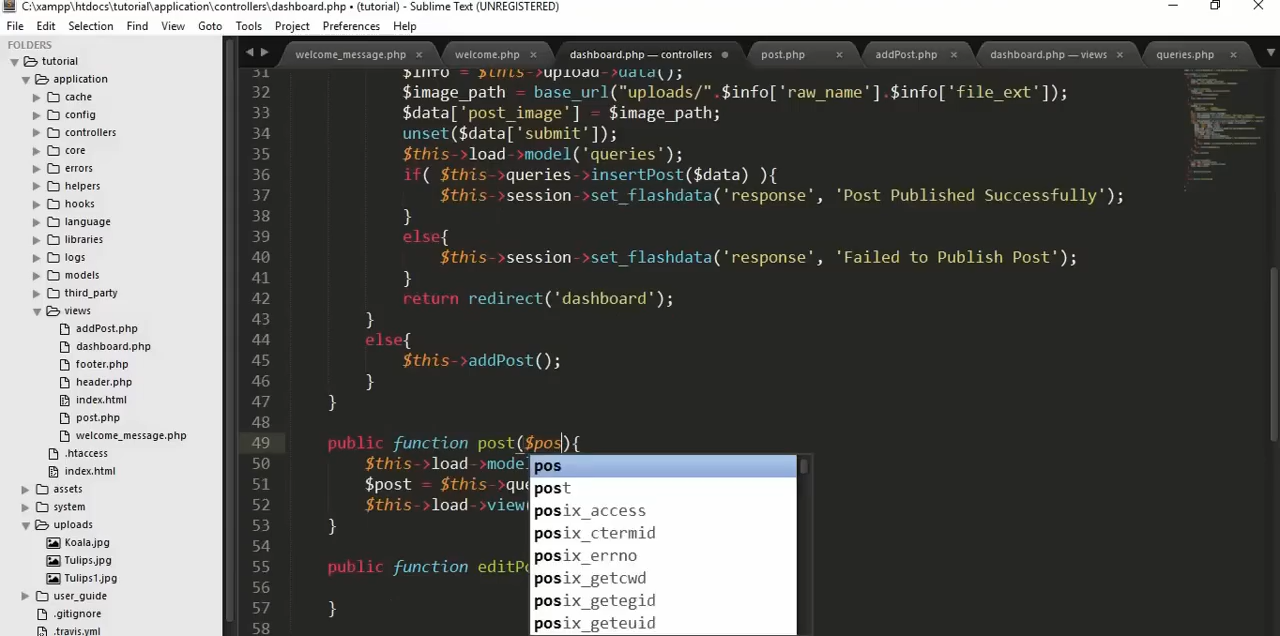 C:\xampp\htdocs\tutorial\application\controllers\dashboard.php • (tutorial) - Sublime Text (UNREGISTERED)
File Edit Selection Find View Goto Tools Project Preferences Help
FOLDERS
tutorial
application
cache
config
controllers
core
errors
helpers
hooks
language
libraries
logs
models
third_party
views
addPost.php
dashboard.php
footer.php
header.php
index.html
post.php
welcome_message.php
.htaccess
index.html
assets
system
uploads
Koala.jpg
Tulips.jpg
Tulips1.jpg
user_guide
.gitignore
.travis.yml
welcome_message.php × welcome.php × dashboard.php — controllers • post.php × addPost.php × dashboard.php — views × queries.php ×
31 $info = $this->upload->data();
32 $image_path = base_url("uploads/".$info['raw_name'].$info['file_ext']);
33 $data['post_image'] = $image_path;
34 unset($data['submit']);
35 $this->load->model('queries');
36 if( $this->queries->insertPost($data) ){
37 $this->session->set_flashdata('response', 'Post Published Successfully');
38 }
39 else{
40 $this->session->set_flashdata('response', 'Failed to Publish Post');
41 }
42 return redirect('dashboard');
43 }
44 else{
45 $this->addPost();
46 }
47 }
48
49 public function post($pos){
50 $this->load->mode
51 $post = $this->que
52 $this->load->view(
53 }
54
55 public function editPo
56
57 }
58
pos
post
posix_access
posix_ctermid
posix_errno
posix_getcwd
posix_getegid
posix_geteuid